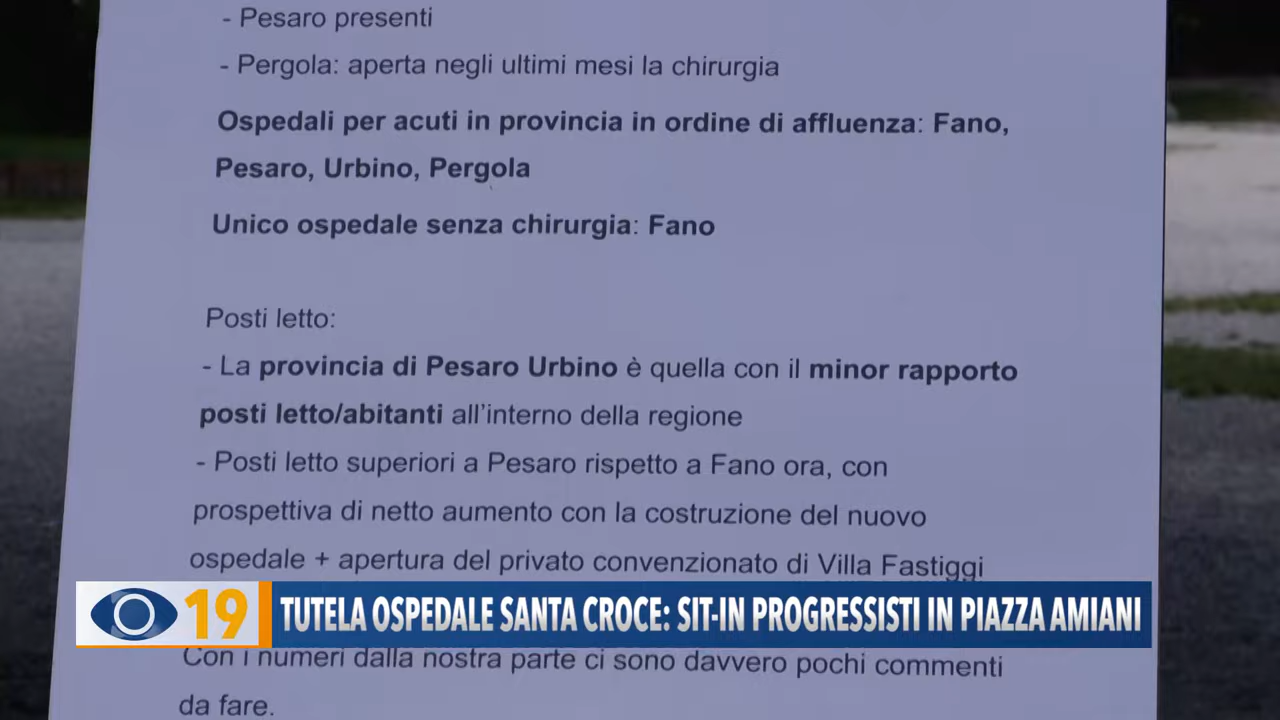 - Pesaro presenti
- Pergola: aperta negli ultimi mesi la chirurgia
Ospedali per acuti in provincia in ordine di affluenza: Fano,
Pesaro, Urbino, Pergola
Unico ospedale senza chirurgia: Fano
Posti letto:
- La provincia di Pesaro Urbino è quella con il minor rapporto
posti letto/abitanti all'interno della regione
- Posti letto superiori a Pesaro rispetto a Fano ora, con
prospettiva di netto aumento con la costruzione del nuovo
ospedale + apertura del privato convenzionato di Villa Fastiggi
19 TUTELA OSPEDALE SANTA CROCE: SIT-IN PROGRESSISTI IN PIAZZA AMIANI
Con i numeri dalla nostra parte ci sono davvero pochi commenti
da fare.